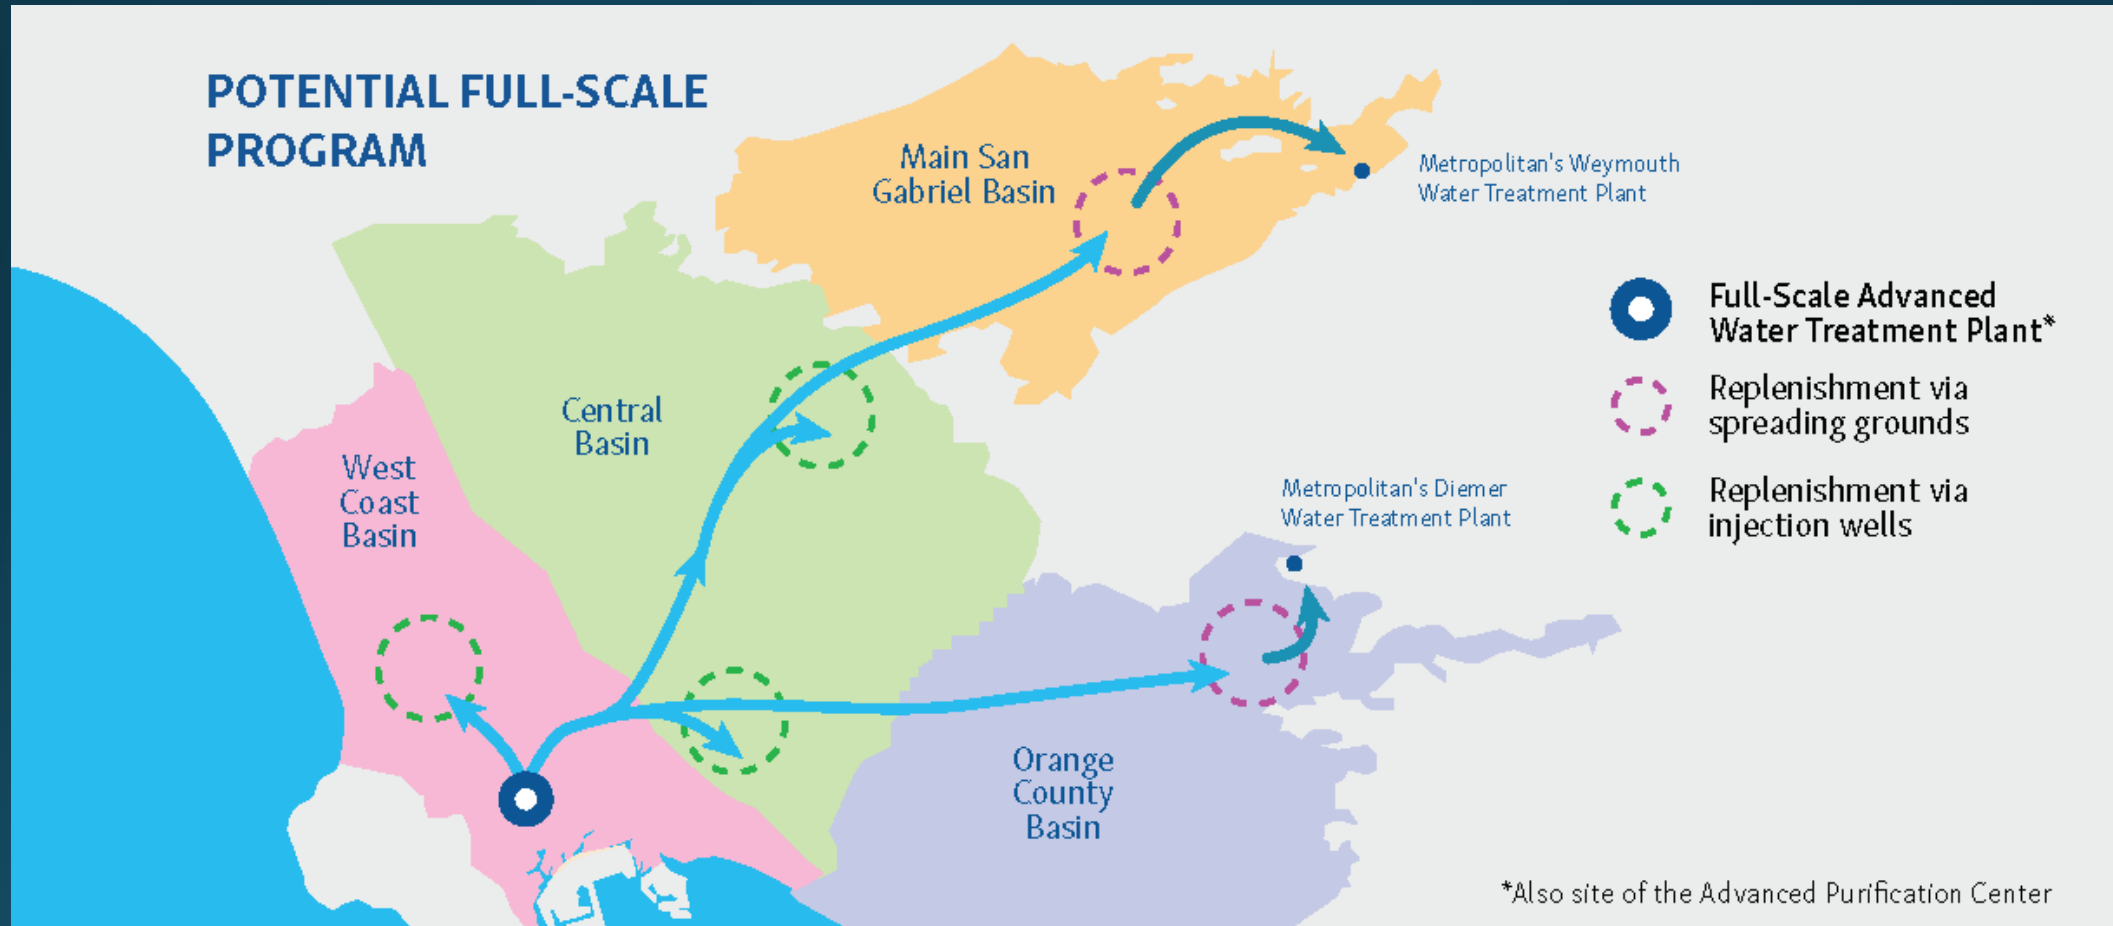 POTENTIAL FULL-SCALE
PROGRAM
Main San
Gabriel Basin
Metropolitan's Weymouth
Water Treatment Plant
Full-Scale Advanced
Water Treatment Plant*
Replenishment via
spreading grounds
Replenishment via
injection wells
Central
Basin
West
Coast
Basin
Metropolitan's Diemer
Water Treatment Plant
Orange
County
Basin
*Also site of the Advanced Purification Center